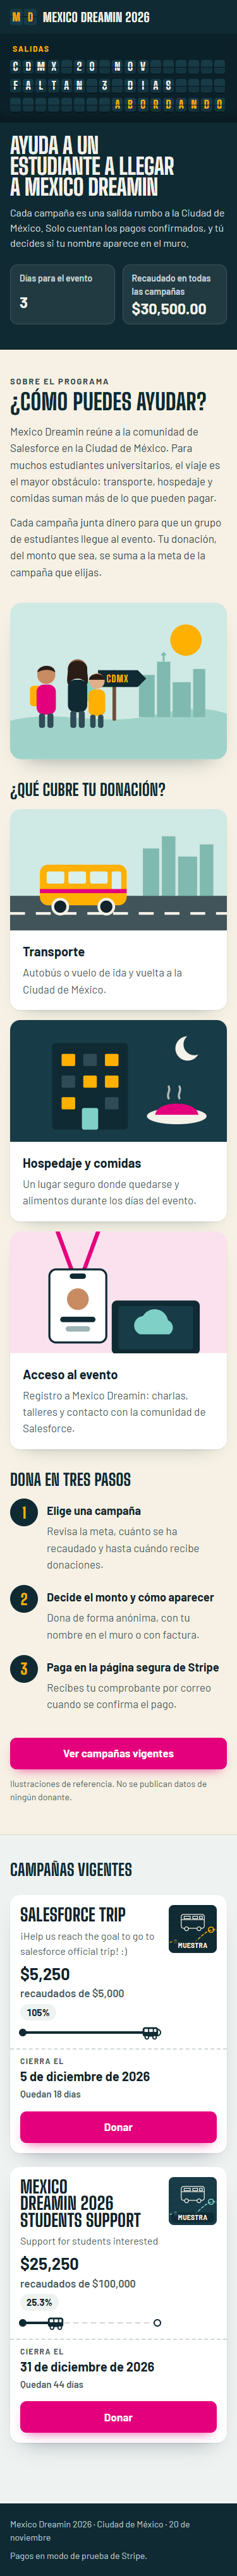 M D MEXICO DREAMIN 2026
SALIDAS
CDMX 20 NOV
FALTAN 3 DIAS
ABORDANDO
AYUDA A UN
ESTUDIANTE A LLEGAR
A MEXICO DREAMIN
Cada campaña es una salida rumbo a la Ciudad de
México. Solo cuentan los pagos confirmados, y tú
decides si tu nombre aparece en el muro.
Días para el evento
3
Recaudado en todas
las campañas
$30,500.00
SOBRE EL PROGRAMA
¿CÓMO PUEDES AYUDAR?
Mexico Dreamin reúne a la comunidad de
Salesforce en la Ciudad de México. Para
muchos estudiantes universitarios, el viaje es
el mayor obstáculo: transporte, hospedaje y
comidas suman más de lo que pueden pagar.
Cada campaña junta dinero para que un grupo
de estudiantes llegue al evento. Tu donación,
del monto que sea, se suma a la meta de la
campaña que elijas.
CDMX
¿QUÉ CUBRE TU DONACIÓN?
Transporte
Autobús o vuelo de ida y vuelta a la
Ciudad de México.
Hospedaje y comidas
Un lugar seguro donde quedarse y
alimentos durante los días del evento.
Acceso al evento
Registro a Mexico Dreamin: charlas,
talleres y contacto con la comunidad de
Salesforce.
DONA EN TRES PASOS
1 Elige una campaña
Revisa la meta, cuánto se ha
recaudado y hasta cuándo recibe
donaciones.
2 Decide el monto y cómo aparecer
Dona de forma anónima, con tu
nombre en el muro o con factura.
3 Paga en la página segura de Stripe
Recibes tu comprobante por correo
cuando se confirma el pago.
Ver campañas vigentes
Ilustraciones de referencia. No se publican datos de
ningún donante.
CAMPAÑAS VIGENTES
SALESFORCE TRIP
¡Help us reach the goal to go to
salesforce official trip! :)
MUESTRA
$5,250
recaudados de $5,000
105%
CIERRA EL
5 de diciembre de 2026
Quedan 18 días
Donar
MEXICO
DREAMIN 2026
STUDENTS SUPPORT
MUESTRA
Support for students interested
$25,250
recaudados de $100,000
25.3%
CIERRA EL
31 de diciembre de 2026
Quedan 44 días
Donar
Mexico Dreamin 2026 · Ciudad de México · 20 de
noviembre
Pagos en modo de prueba de Stripe.